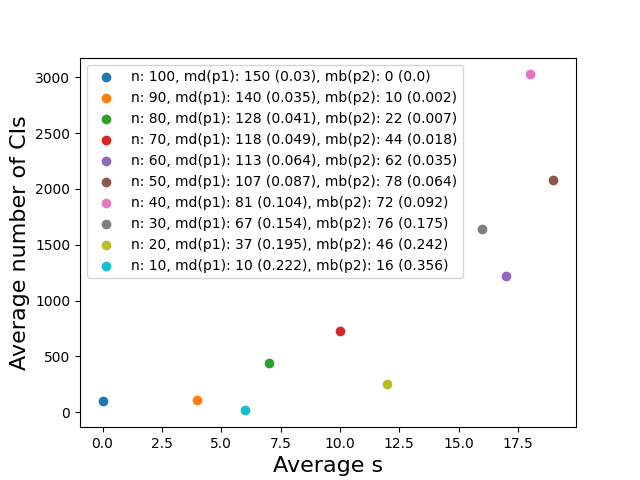 n: 100, md(p1): 150 (0.03), mb(p2): 0 (0.0)
n: 90, md(p1): 140 (0.035), mb(p2): 10 (0.002)
n: 80, md(p1): 128 (0.041), mb(p2): 22 (0.007)
n: 70, md(p1): 118 (0.049), mb(p2): 44 (0.018)
n: 60, md(p1): 113 (0.064), mb(p2): 62 (0.035)
n: 50, md(p1): 107 (0.087), mb(p2): 78 (0.064)
n: 40, md(p1): 81 (0.104), mb(p2): 72 (0.092)
n: 30, md(p1): 67 (0.154), mb(p2): 76 (0.175)
n: 20, md(p1): 37 (0.195), mb(p2): 46 (0.242)
n: 10, md(p1): 10 (0.222), mb(p2): 16 (0.356)
Average number of CIs
3000
2500
2000
1500
1000
500
0
0.0 2.5 5.0 7.5 10.0 12.5 15.0 17.5
Average s